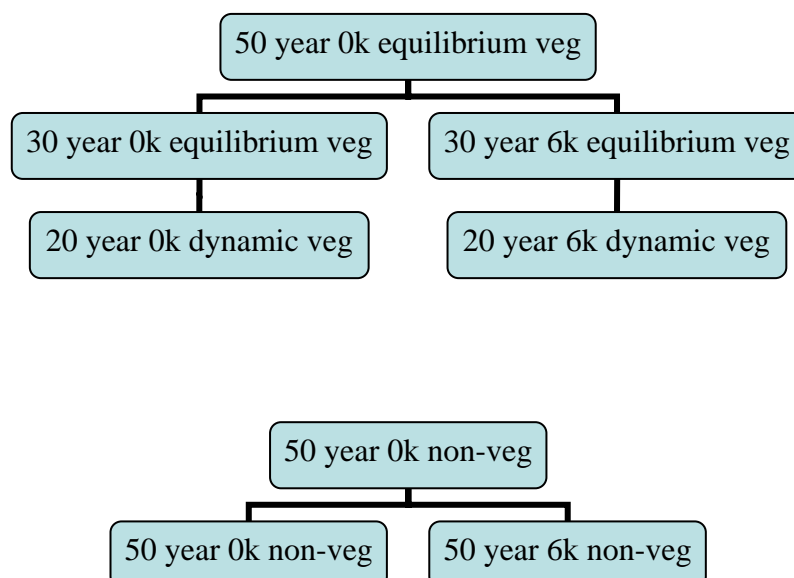 50 year 0k equilibrium veg
30 year 0k equilibrium veg
30 year 6k equilibrium veg
20 year 0k dynamic veg
20 year 6k dynamic veg
50 year 0k non-veg
50 year 0k non-veg
50 year 6k non-veg